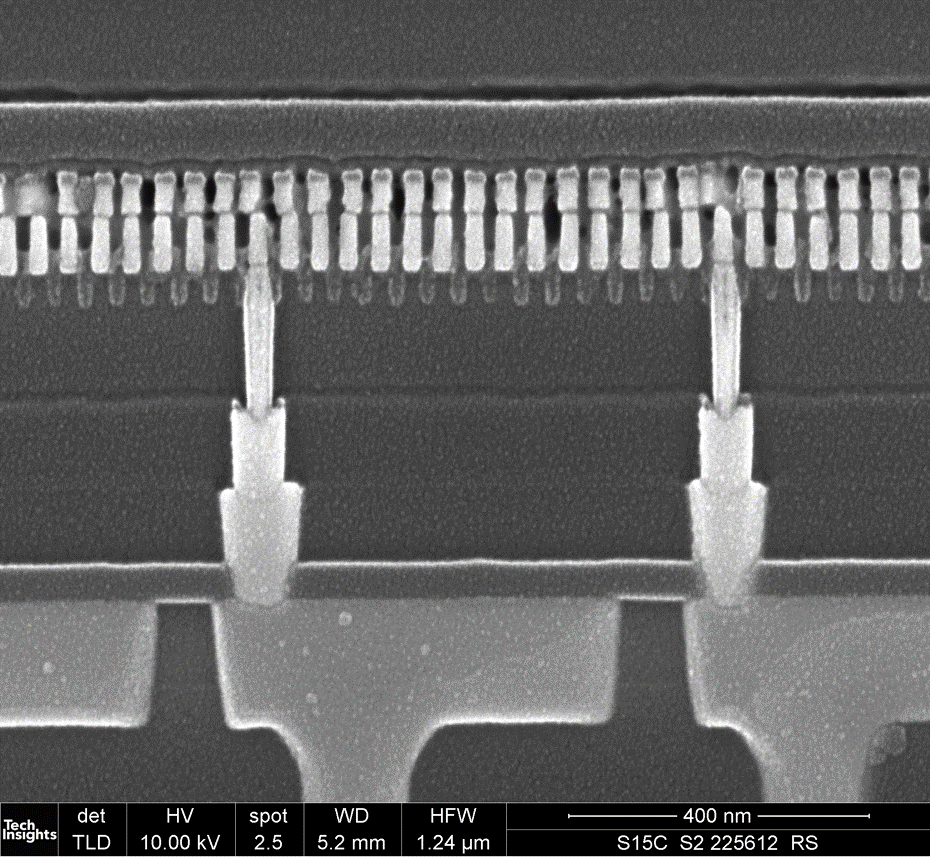 Tech Insights
det HV spot WD HFW 400 nm
TLD 10.00 kV 2.5 5.2 mm 1.24 µm S15C S2 225612 RS